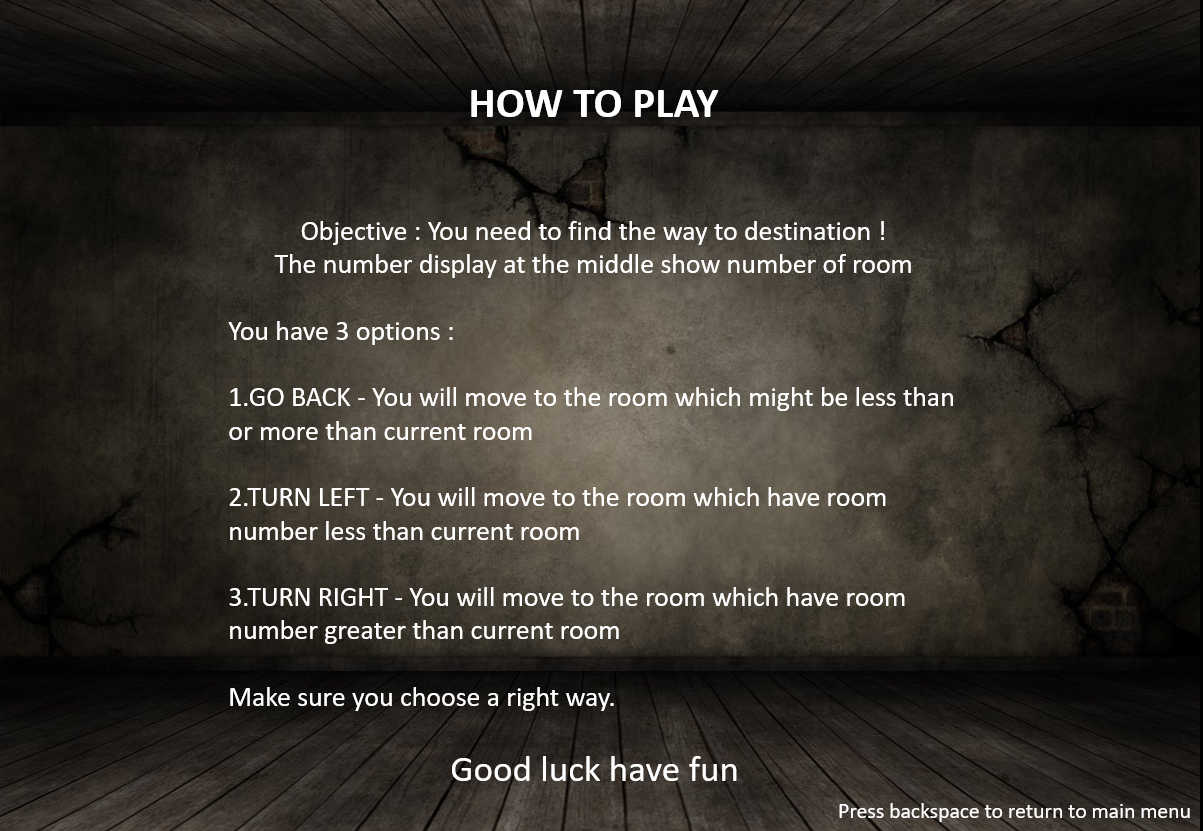 HOW TO PLAY
Objective : You need to find the way to destination !
The number display at the middle show number of room
You have 3 options :
1.GO BACK - You will move to the room which might be less than
or more than current room
2.TURN LEFT - You will move to the room which have room
number less than current room
3.TURN RIGHT - You will move to the room which have room
number greater than current room
Make sure you choose a right way.
Good luck have fun
Press backspace to return to main menu